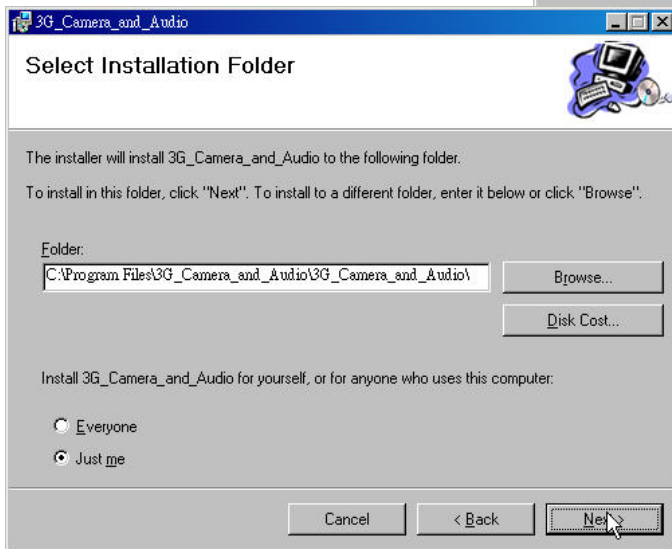 3G_Camera_and_Audio
Select Installation Folder
The installer will install 3G_Camera_and_Audio to the following folder.
To install in this folder, click "Next". To install to a different folder, enter it below or click "Browse".
Folder:
C:\Program Files\3G_Camera_and_Audio\3G_Camera_and_Audio\
Browse...
Disk Cost...
Install 3G_Camera_and_Audio for yourself, or for anyone who uses this computer:
Everyone
Just me
Cancel
< Back
Next >